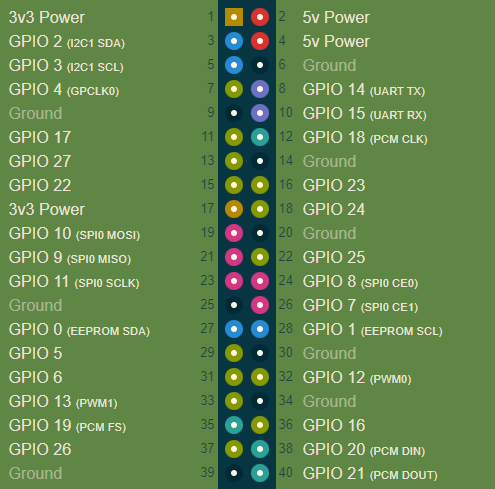 3v3 Power 1 2 5v Power
GPIO 2 (I2C1 SDA) 3 4 5v Power
GPIO 3 (I2C1 SCL) 5 6 Ground
GPIO 4 (GPCLK0) 7 8 GPIO 14 (UART TX)
Ground 9 10 GPIO 15 (UART RX)
GPIO 17 11 12 GPIO 18 (PCM CLK)
GPIO 27 13 14 Ground
GPIO 22 15 16 GPIO 23
3v3 Power 17 18 GPIO 24
GPIO 10 (SPI0 MOSI) 19 20 Ground
GPIO 9 (SPI0 MISO) 21 22 GPIO 25
GPIO 11 (SPI0 SCLK) 23 24 GPIO 8 (SPI0 CE0)
Ground 25 26 GPIO 7 (SPI0 CE1)
GPIO 0 (EEPROM SDA) 27 28 GPIO 1 (EEPROM SCL)
GPIO 5 29 30 Ground
GPIO 6 31 32 GPIO 12 (PWM0)
GPIO 13 (PWM1) 33 34 Ground
GPIO 19 (PCM FS) 35 36 GPIO 16
GPIO 26 37 38 GPIO 20 (PCM DIN)
Ground 39 40 GPIO 21 (PCM DOUT)